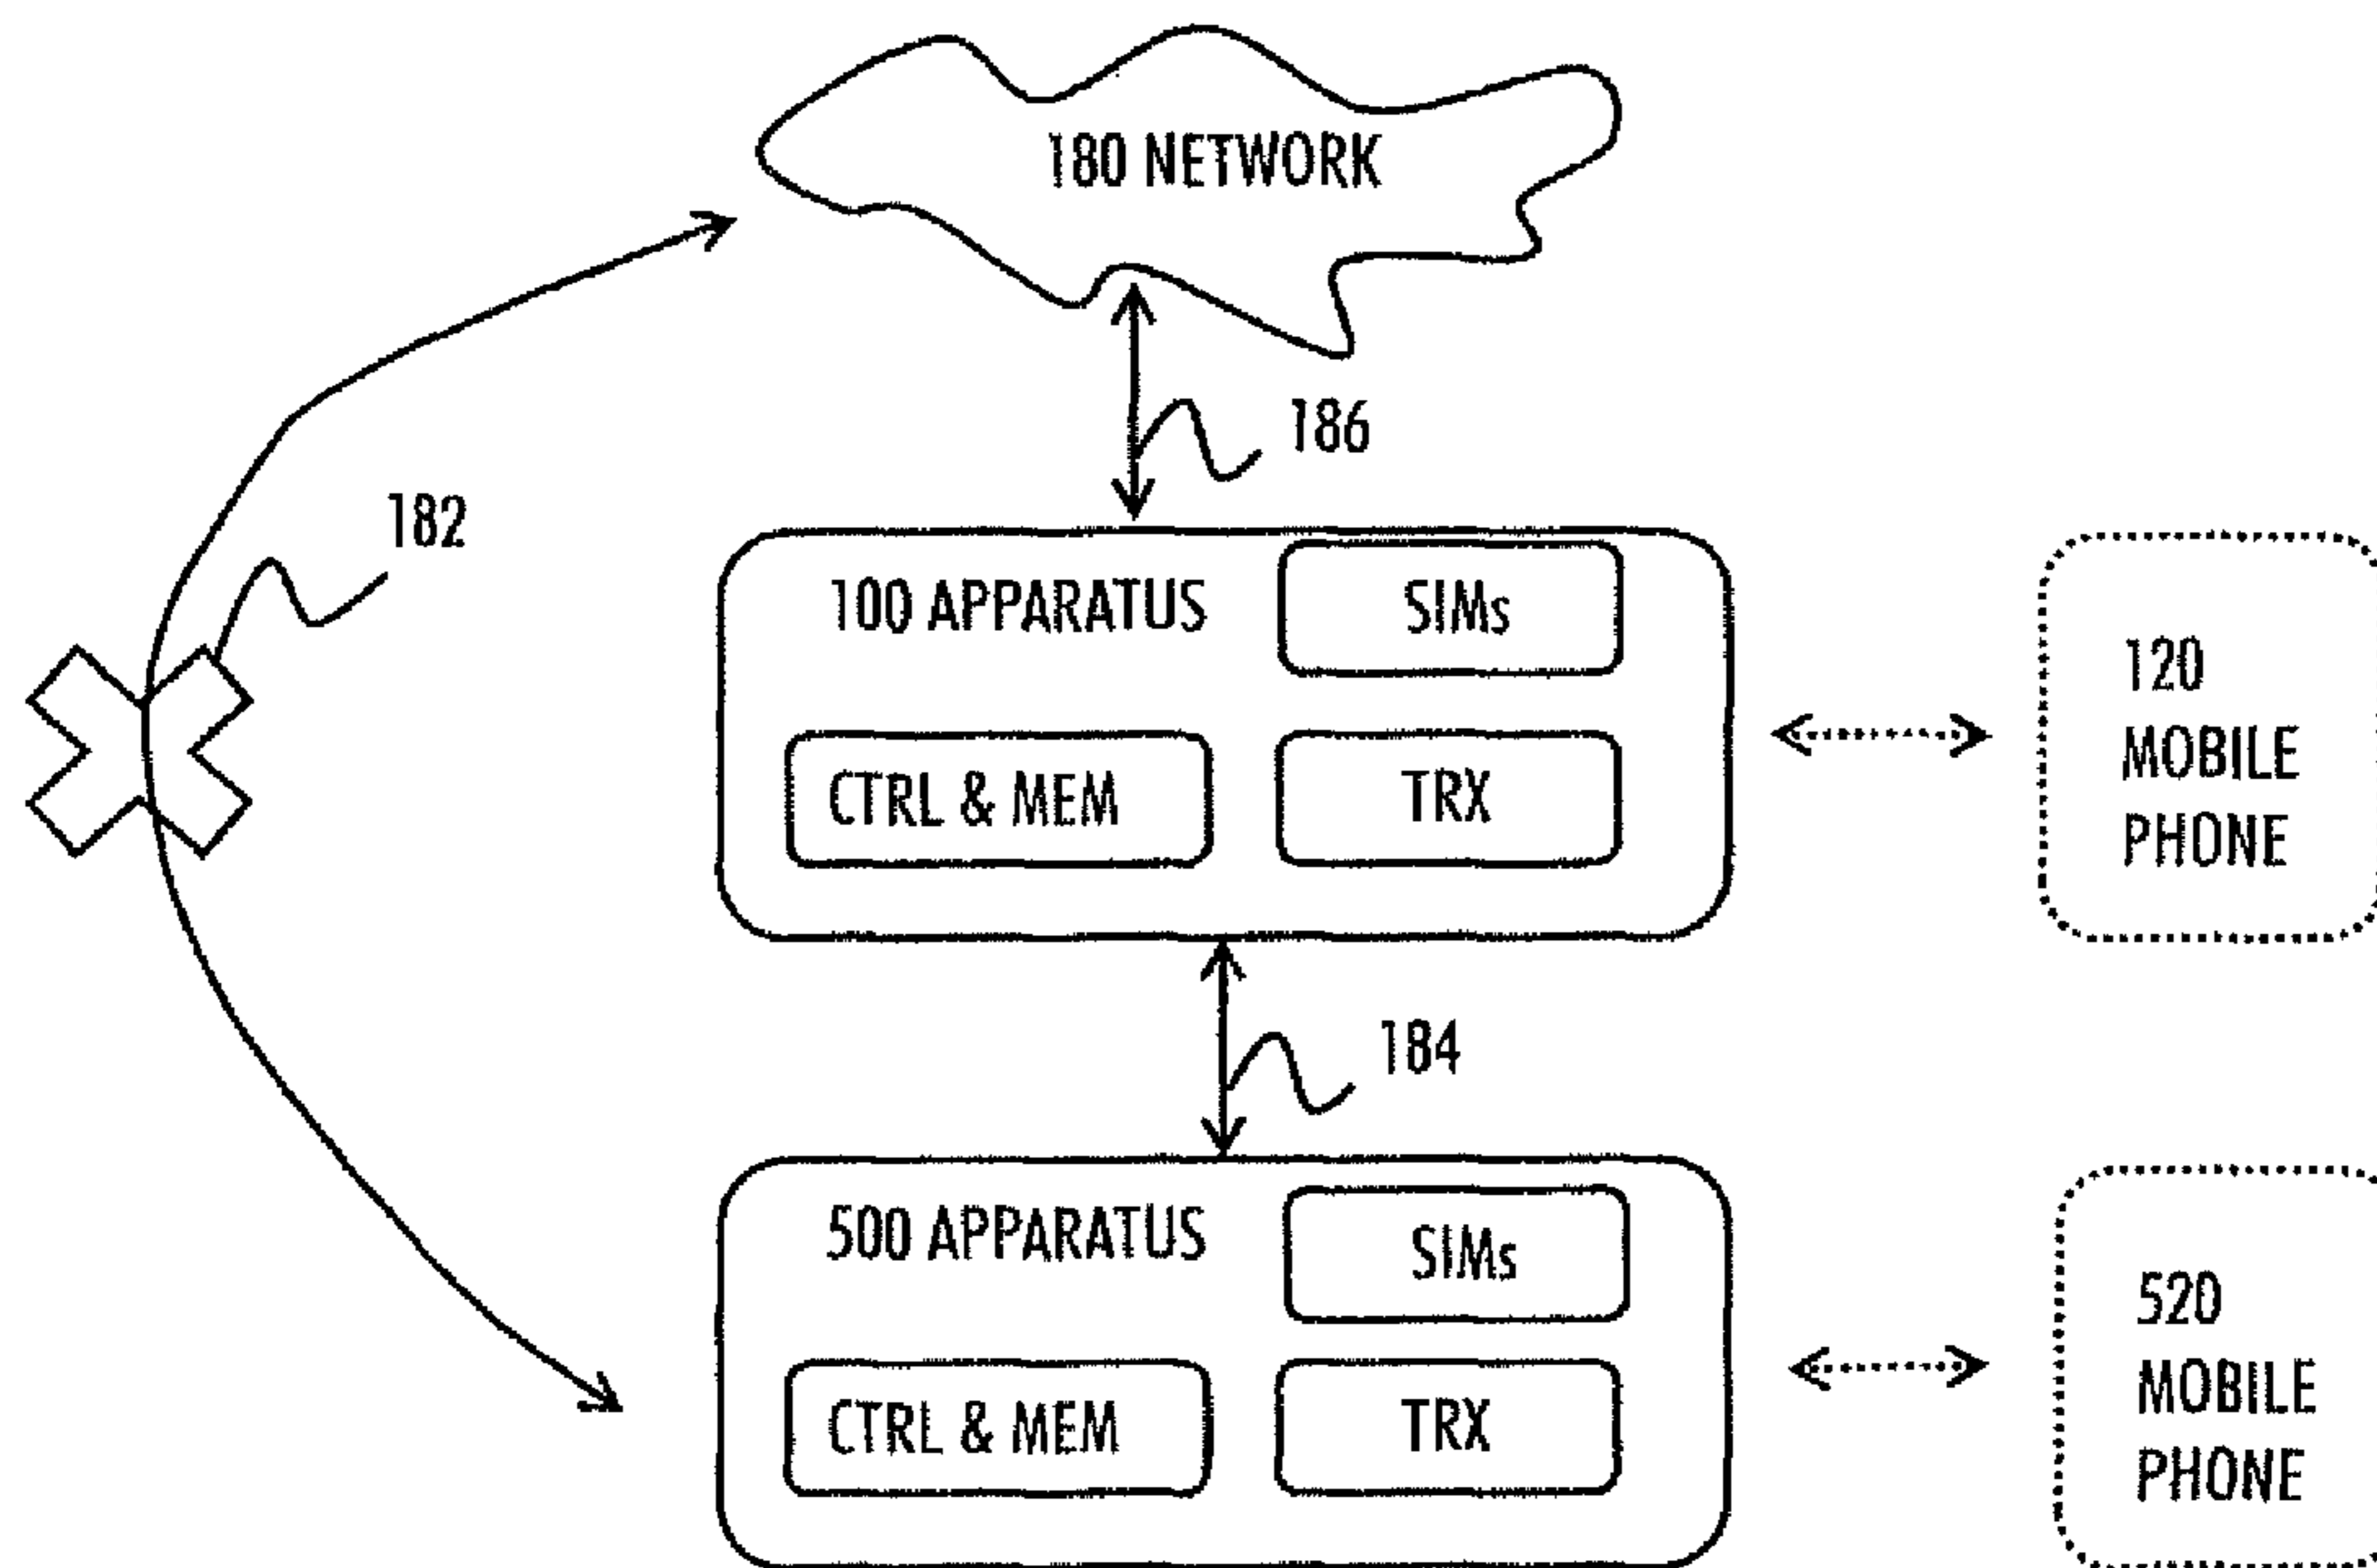 180 NETWORK
186
182
100 APPARATUS
SIMs
CTRL & MEM
TRX
120
MOBILE
PHONE
184
500 APPARATUS
SIMs
CTRL & MEM
TRX
520
MOBILE
PHONE